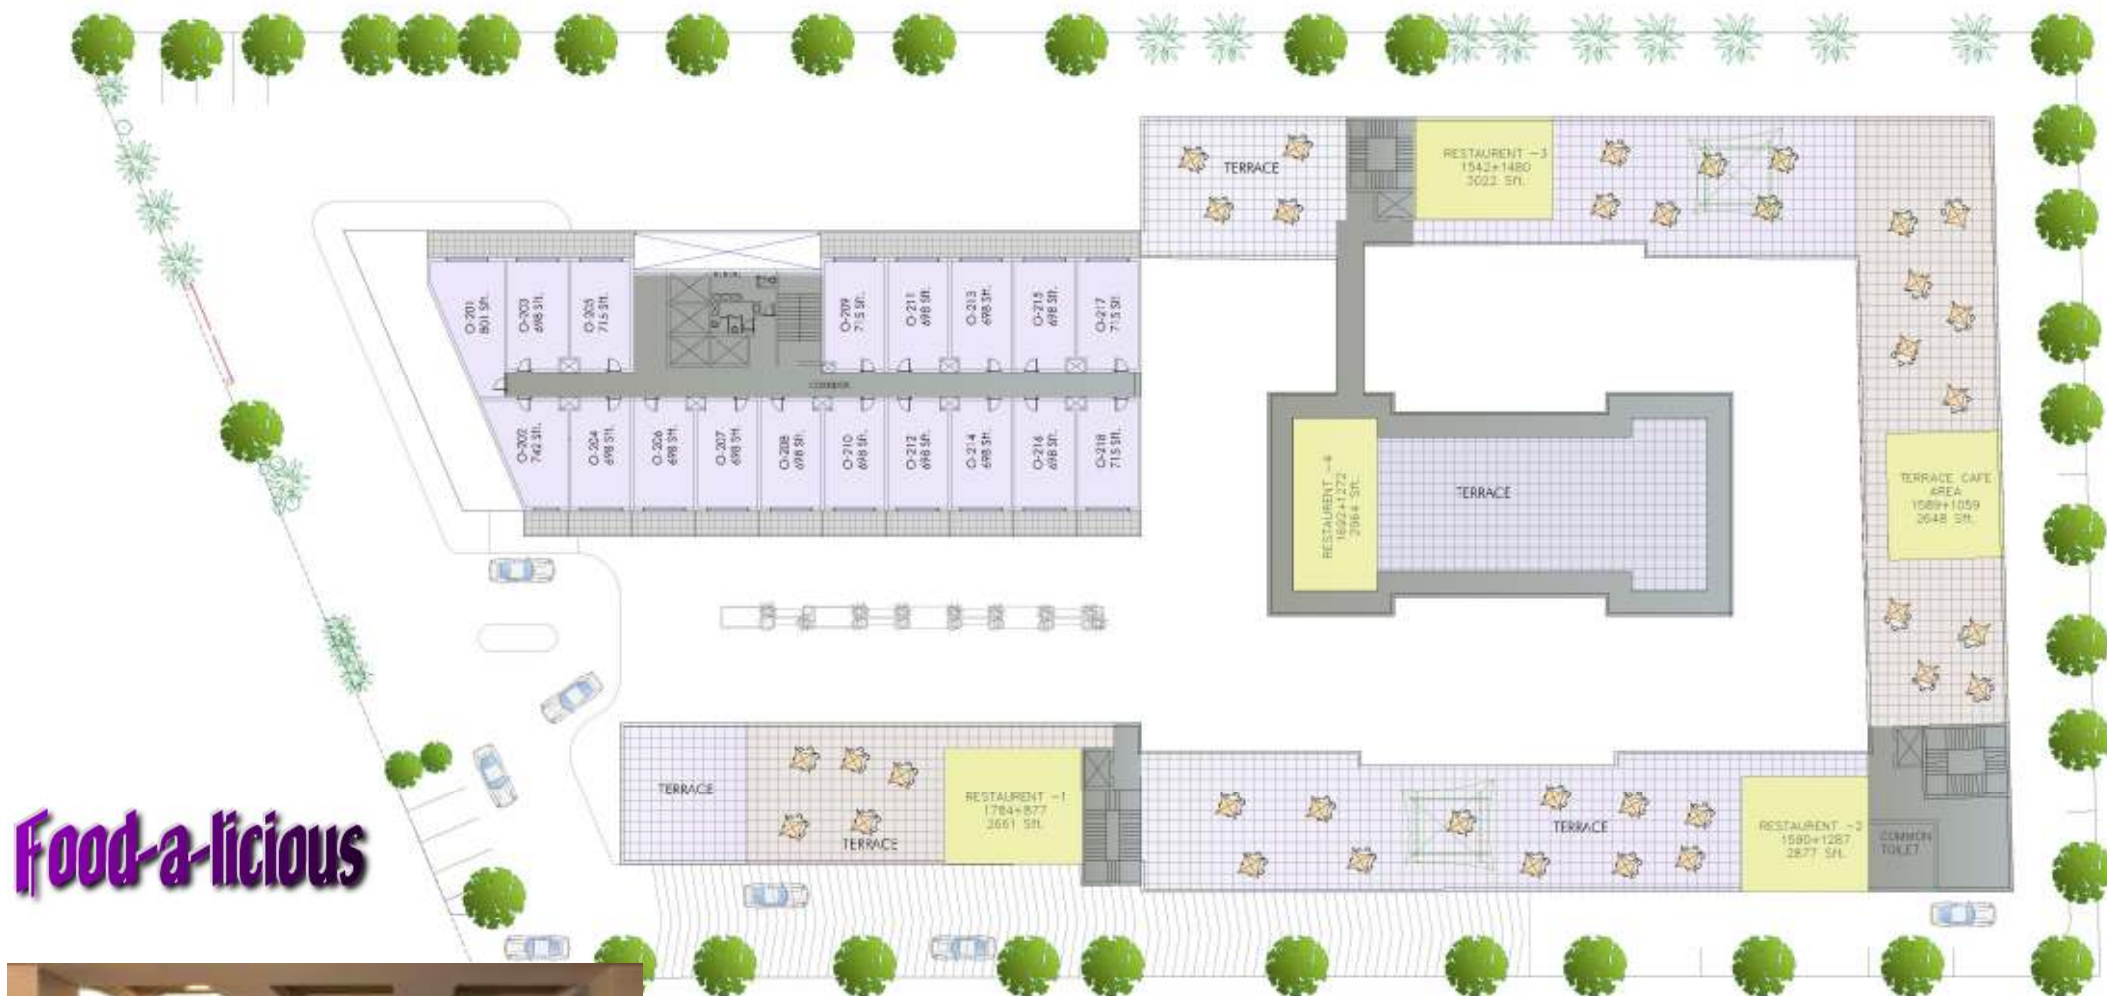 TERRACE
RESTAURENT -3
1542+1480
3022 Sft.
O-201
801 Sft.
O-203
698 Sft.
O-205
715 Sft.
O-209
715 Sft.
O-211
698 Sft.
O-213
698 Sft.
O-215
698 Sft.
O-217
715 Sft.
CORRIDOR
O-202
742 Sft.
O-204
698 Sft.
O-206
698 Sft.
O-207
698 Sft.
O-208
698 Sft.
O-210
698 Sft.
O-212
698 Sft.
O-214
698 Sft.
O-216
698 Sft.
O-218
715 Sft.
RESTAURENT -4
1692+1272
2964 Sft.
TERRACE
TERRACE CAFE
AREA
1589+1059
2648 Sft.
TERRACE
TERRACE
RESTAURENT -1
1784+877
2661 Sft.
TERRACE
RESTAURENT -2
1590+1287
2877 Sft.
COMMON
TOILET
Food-a-licious